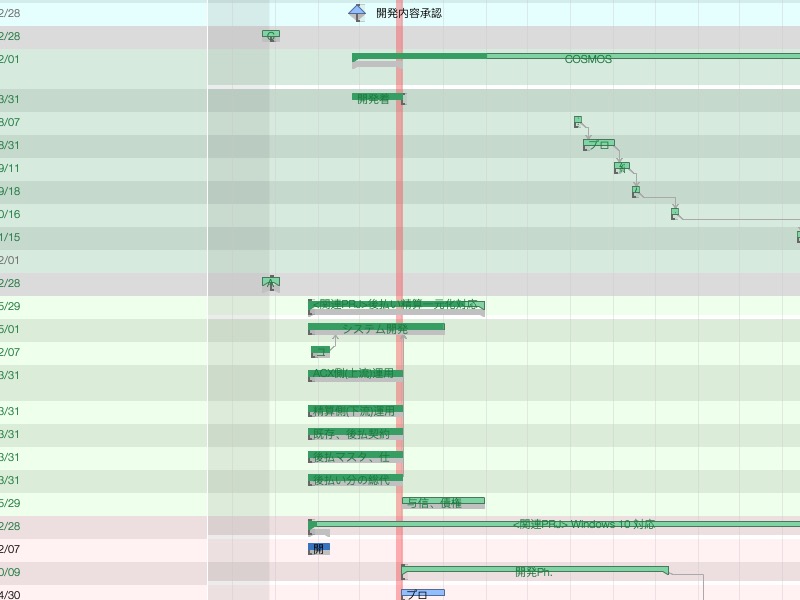 2/28 開発内容承認
2/28
2/01 COSMOS
3/31 開発着
3/07
3/31 プロ
9/11
9/18
0/16
1/15
2/01
2/28
5/29 <関連PRJ>後払い精算一元化対応
5/01 システム開発
2/07 ユ
3/31 ACX側(上流)運用
3/31 精算側(下流)運用
3/31 既存、後払契約
3/31 後払マスタ、仕
3/31 後払い分の総代
5/29 与信、債権
2/28 <関連PRJ> Windows 10 対応
2/07 開
0/09 開発Ph.
4/30 プロ